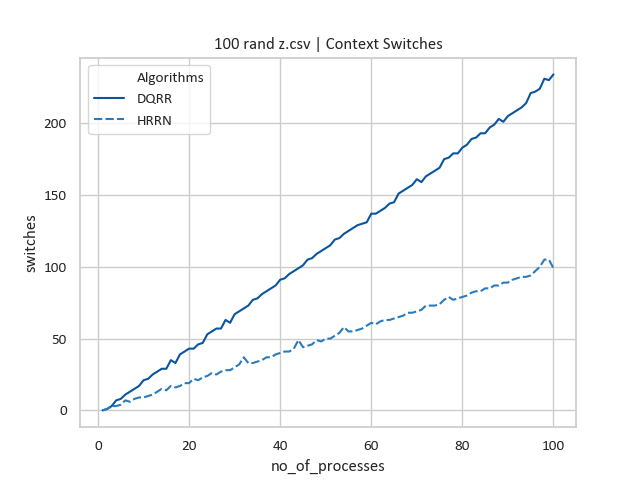 100 rand z.csv | Context Switches
Algorithms
DQRR
HRRN
switches
200
150
100
50
0
0 20 40 60 80 100
no_of_processes